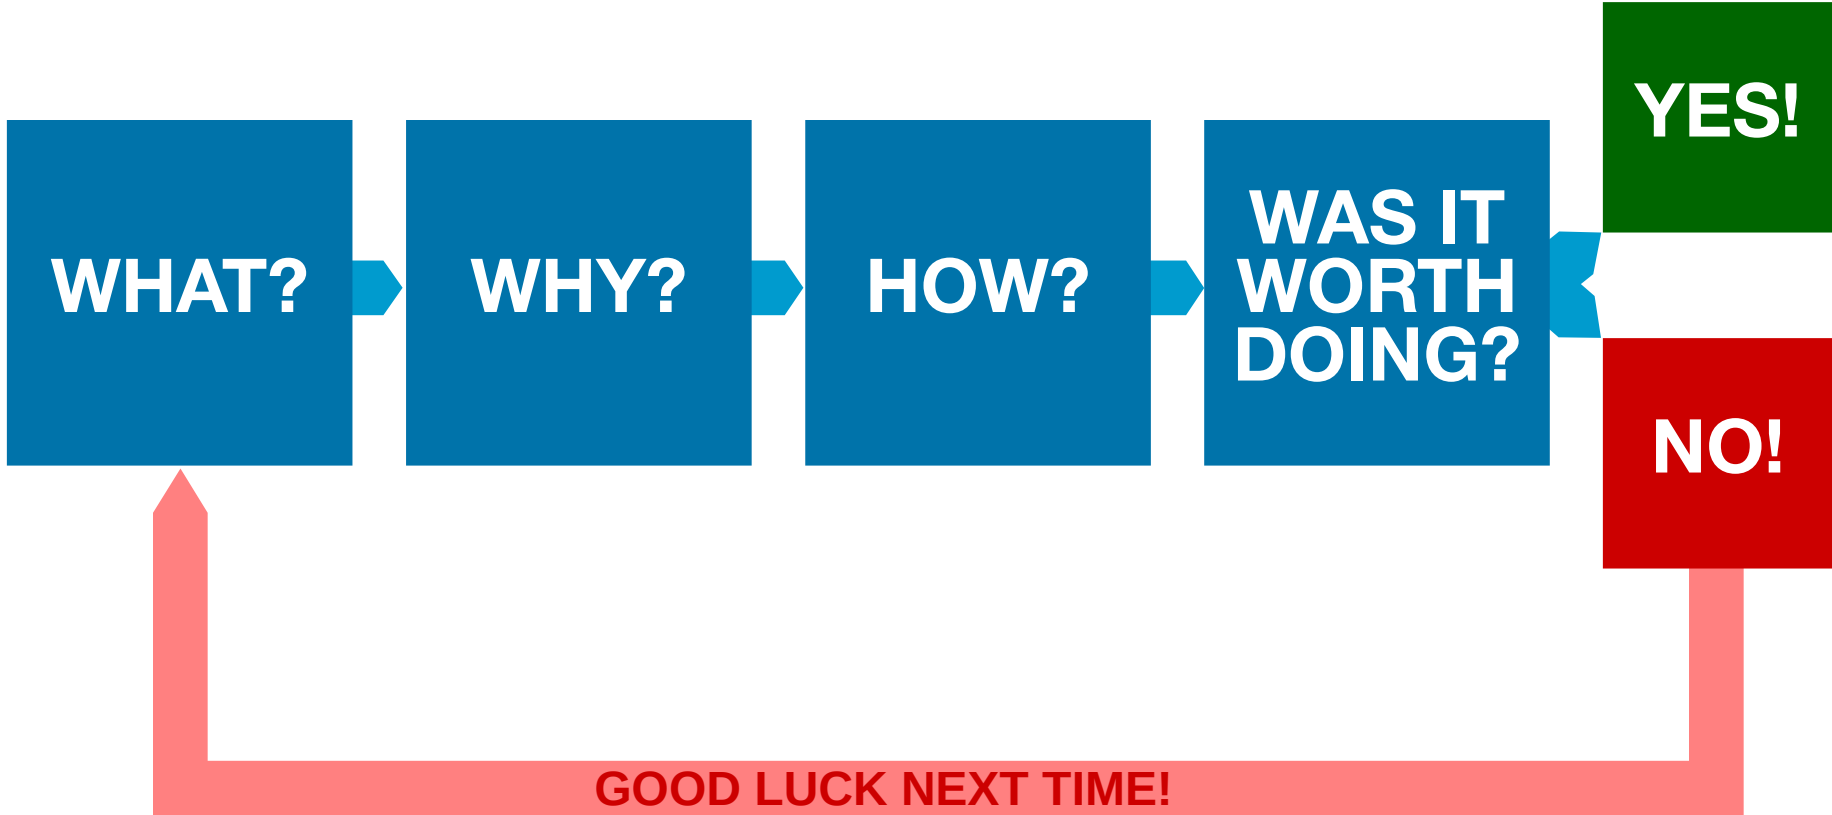 WHAT?
WHY?
HOW?
WAS IT
WORTH
DOING?
YES!
NO!
GOOD LUCK NEXT TIME!